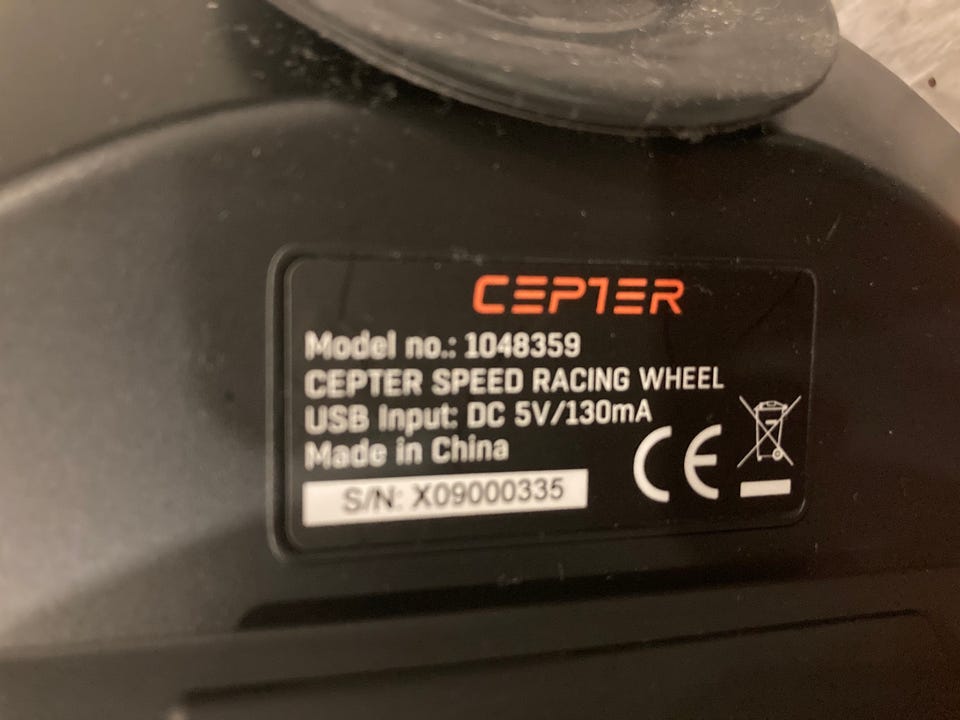 CEPTER
Model no.: 1048359
CEPTER SPEED RACING WHEEL
USB Input: DC 5V/130mA
Made in China
CE
S/N: X09000335